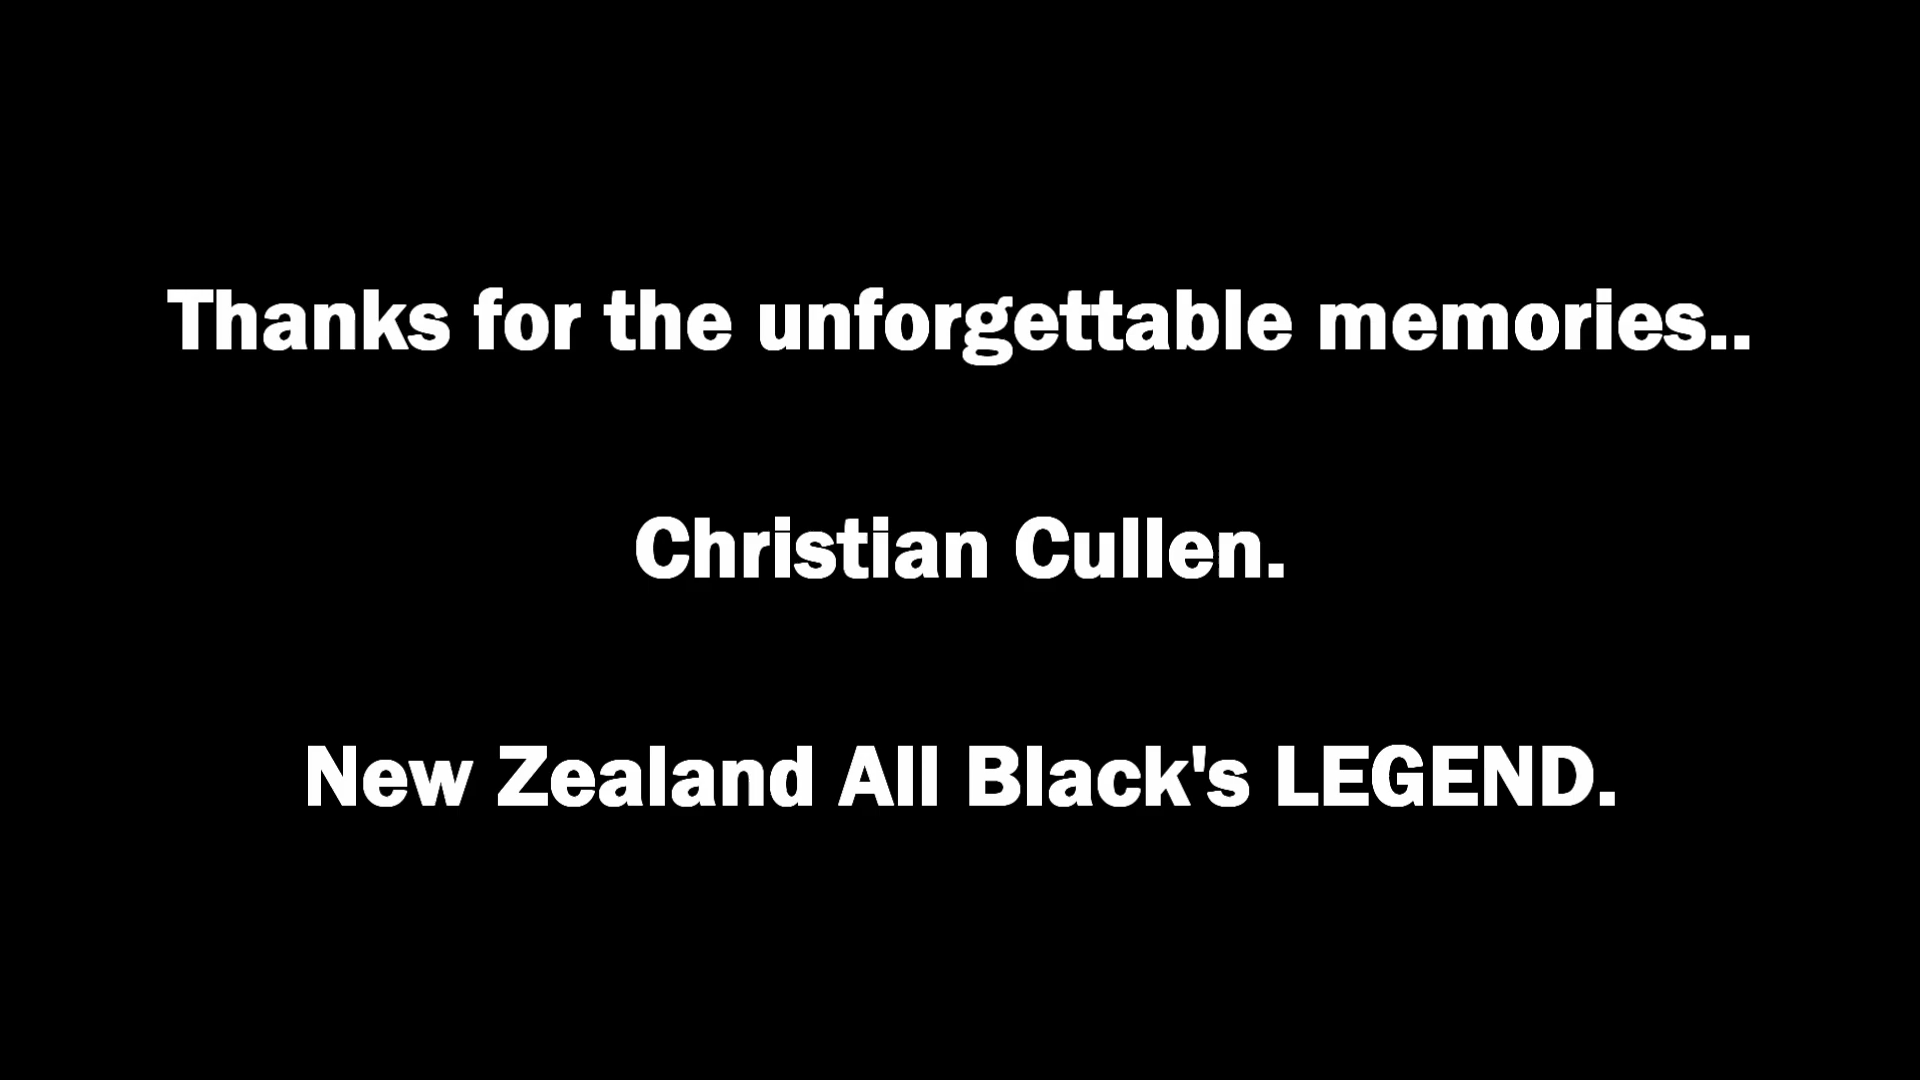 Thanks for the unforgettable memories..
Christian Cullen.
New Zealand All Black's LEGEND.